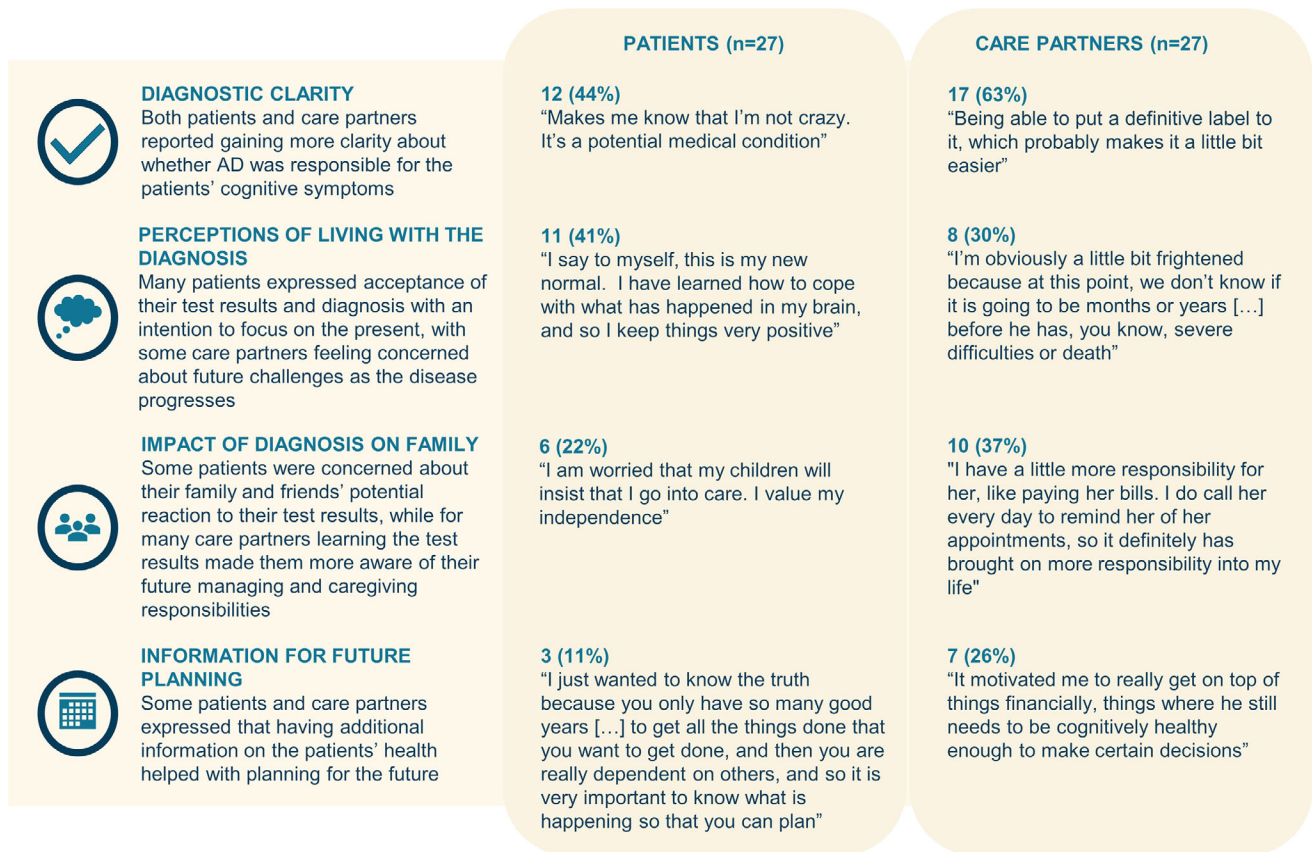 PATIENTS (n=27)
CARE PARTNERS (n=27)
DIAGNOSTIC CLARITY
Both patients and care partners
reported gaining more clarity about
whether AD was responsible for the
patients’ cognitive symptoms
12 (44%)
“Makes me know that I’m not crazy.
It’s a potential medical condition”
17 (63%)
“Being able to put a definitive label to
it, which probably makes it a little bit
easier”
PERCEPTIONS OF LIVING WITH THE
DIAGNOSIS
Many patients expressed acceptance of
their test results and diagnosis with an
intention to focus on the present, with
some care partners feeling concerned
about future challenges as the disease
progresses
11 (41%)
“I say to myself, this is my new
normal.  I have learned how to cope
with what has happened in my brain,
and so I keep things very positive”
8 (30%)
“I’m obviously a little bit frightened
because at this point, we don’t know if
it is going to be months or years […]
before he has, you know, severe
difficulties or death”
IMPACT OF DIAGNOSIS ON FAMILY
Some patients were concerned about
their family and friends’ potential
reaction to their test results, while for
many care partners learning the test
results made them more aware of their
future managing and caregiving
responsibilities
6 (22%)
“I am worried that my children will
insist that I go into care. I value my
independence”
10 (37%)
"I have a little more responsibility for
her, like paying her bills. I do call her
every day to remind her of her
appointments, so it definitely has
brought on more responsibility into my
life"
INFORMATION FOR FUTURE
PLANNING
Some patients and care partners
expressed that having additional
information on the patients’ health
helped with planning for the future
3 (11%)
“I just wanted to know the truth
because you only have so many good
years […] to get all the things done that
you want to get done, and then you are
really dependent on others, and so it is
very important to know what is
happening so that you can plan”
7 (26%)
“It motivated me to really get on top of
things financially, things where he still
needs to be cognitively healthy
enough to make certain decisions”